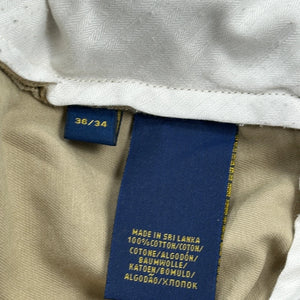 36/34
MADE IN SRI LANKA
100%COTTON/COTON/
COTONE/ALGODÓN/
BAUMWOLLE/
KATOEN/BOMULD/
ALGODÃO/ХЛОПОК